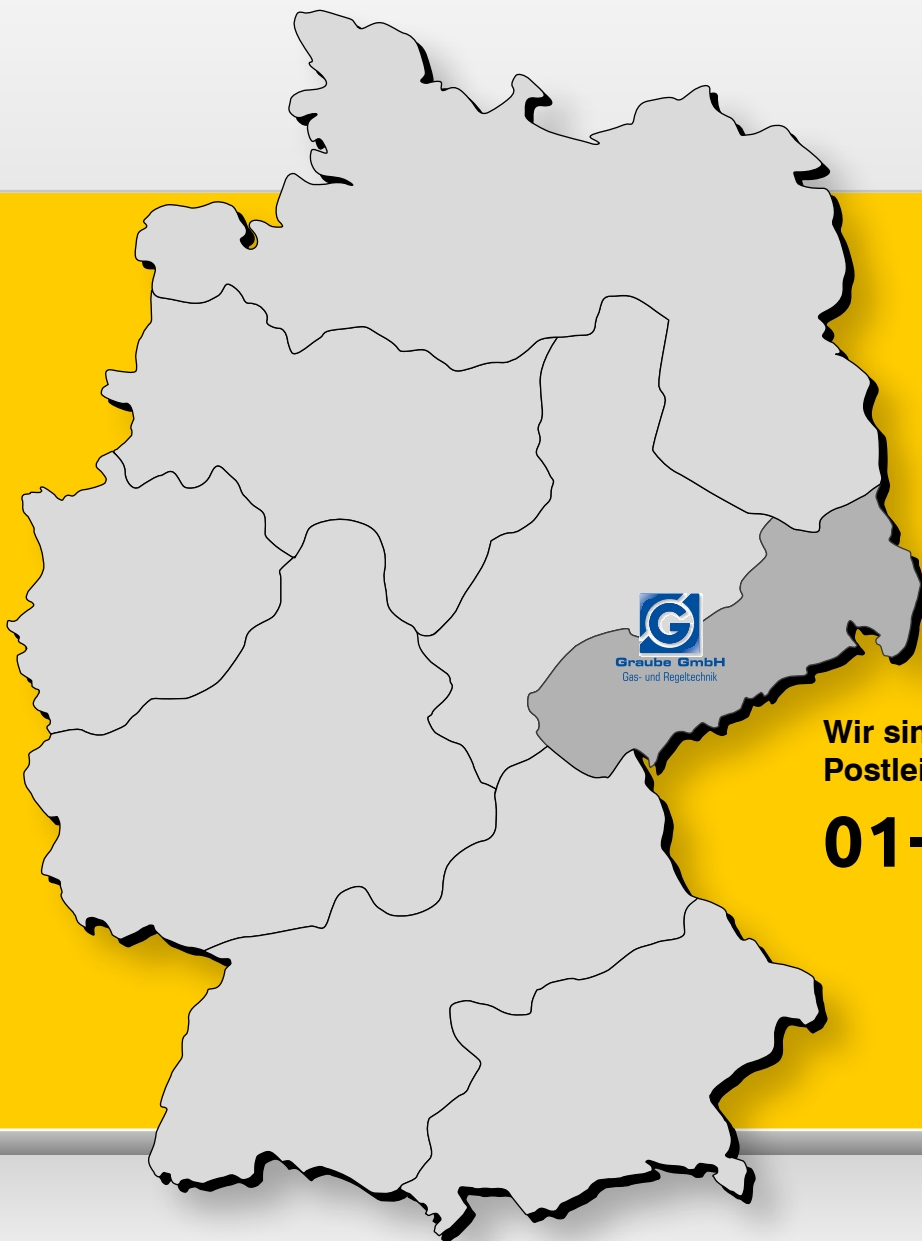 Graube GmbH
Gas- und Regeltechnik
Wir sin
Postlei
01-